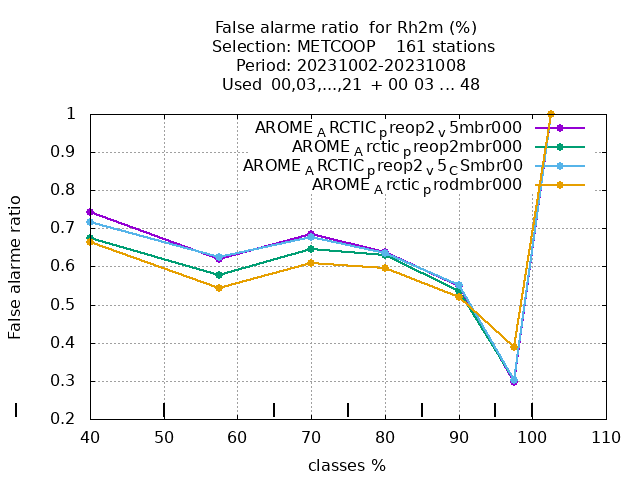 False alarme ratio for Rh2m (%)
Selection: METCOOP 161 stations
Period: 20231002-20231008
Used 00,03,...,21 + 00 03 ... 48
AROME_ARCTIC_preop2_v5mbr000
AROME_Arctic_preop2mbr000
AROME_ARCTIC_preop2_v5_CSmbr00
AROME_Arctic_prodmbr000
False alarme ratio
1
0.9
0.8
0.7
0.6
0.5
0.4
0.3
0.2
40 50 60 70 80 90 100 110
classes %